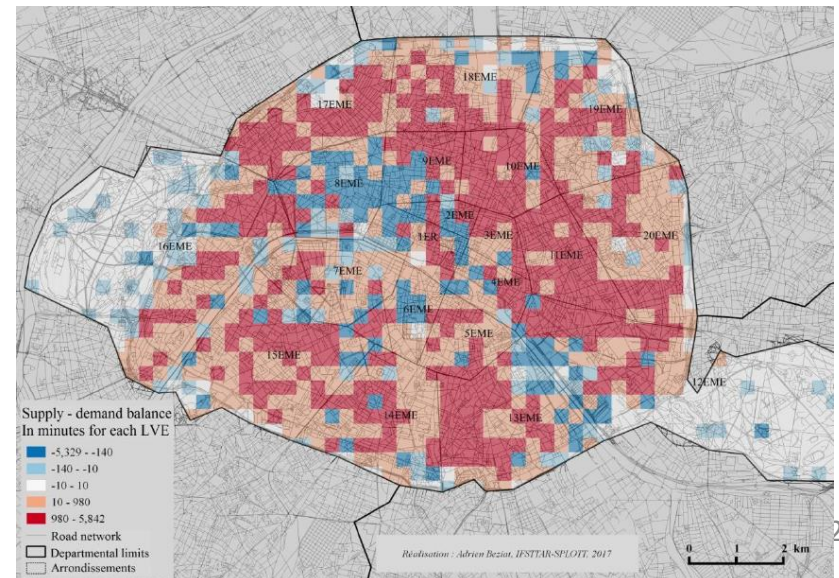 18EME
17EME
19EME
9EME
10EME
8EME
2EME
1ER
3EME
20EME
16EME
11EME
7EME
4EME
6EME
5EME
15EME
12EME
14EME
13EME
Supply - demand balance
In minutes for each LVE
-5,329 - -140
-140 - -10
-10 - 10
10 - 980
980 - 5,842
Road network
Departmental limits
Arrondissements
Réalisation : Adrien Beziat, IFSTTAR-SPLOTT, 2017
0 1 2 km
2